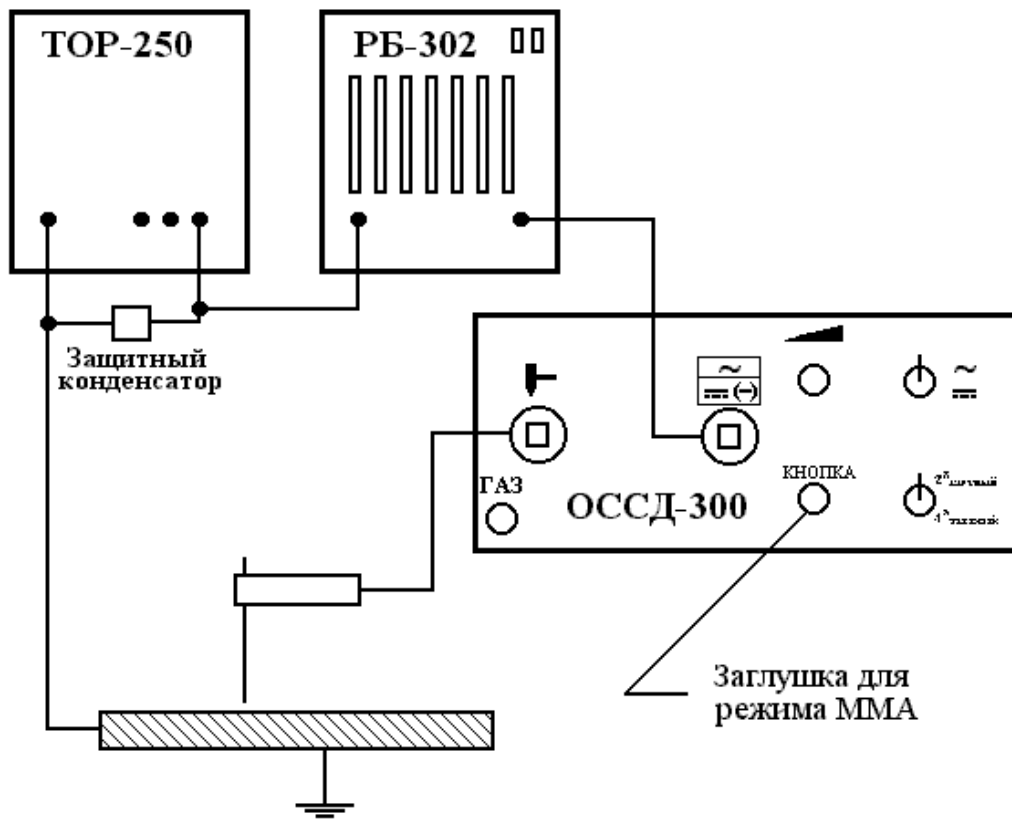 ТОР-250
РБ-302
Защитный
конденсатор
~
(−)
~
ГАЗ
КНОПКА
ОССД-300
Заглушка для
режима ММА